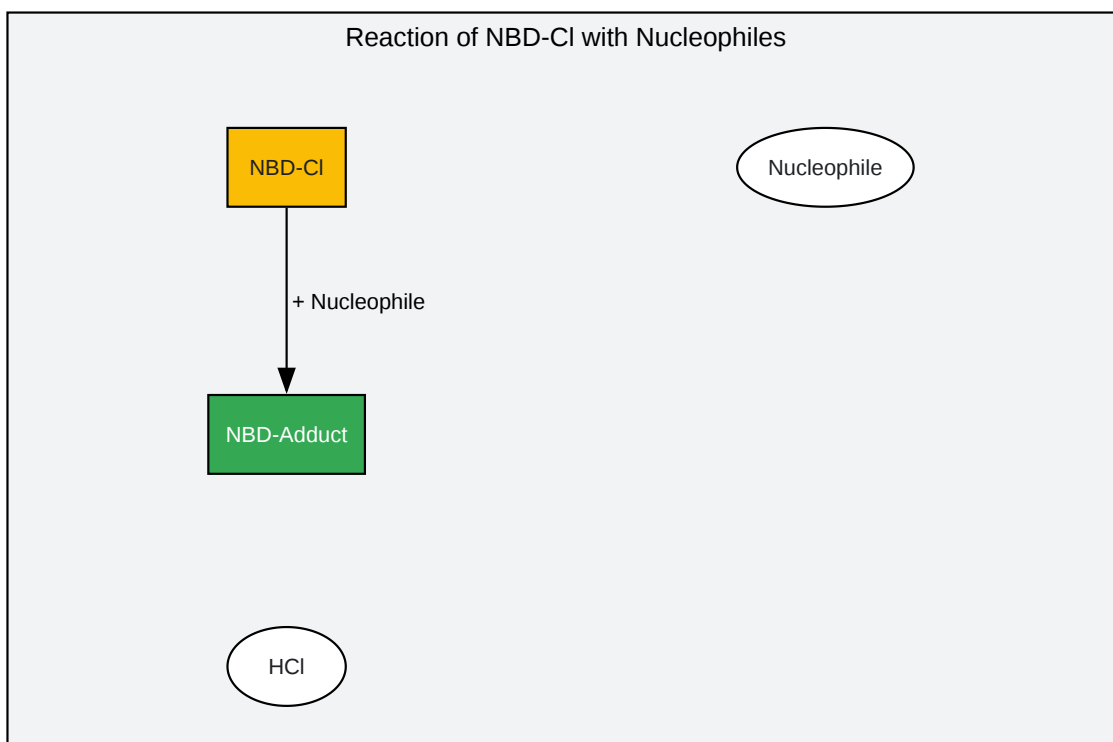 Reaction of NBD-Cl with Nucleophiles
NBD-Cl
Nucleophile
+ Nucleophile
NBD-Adduct
HCl